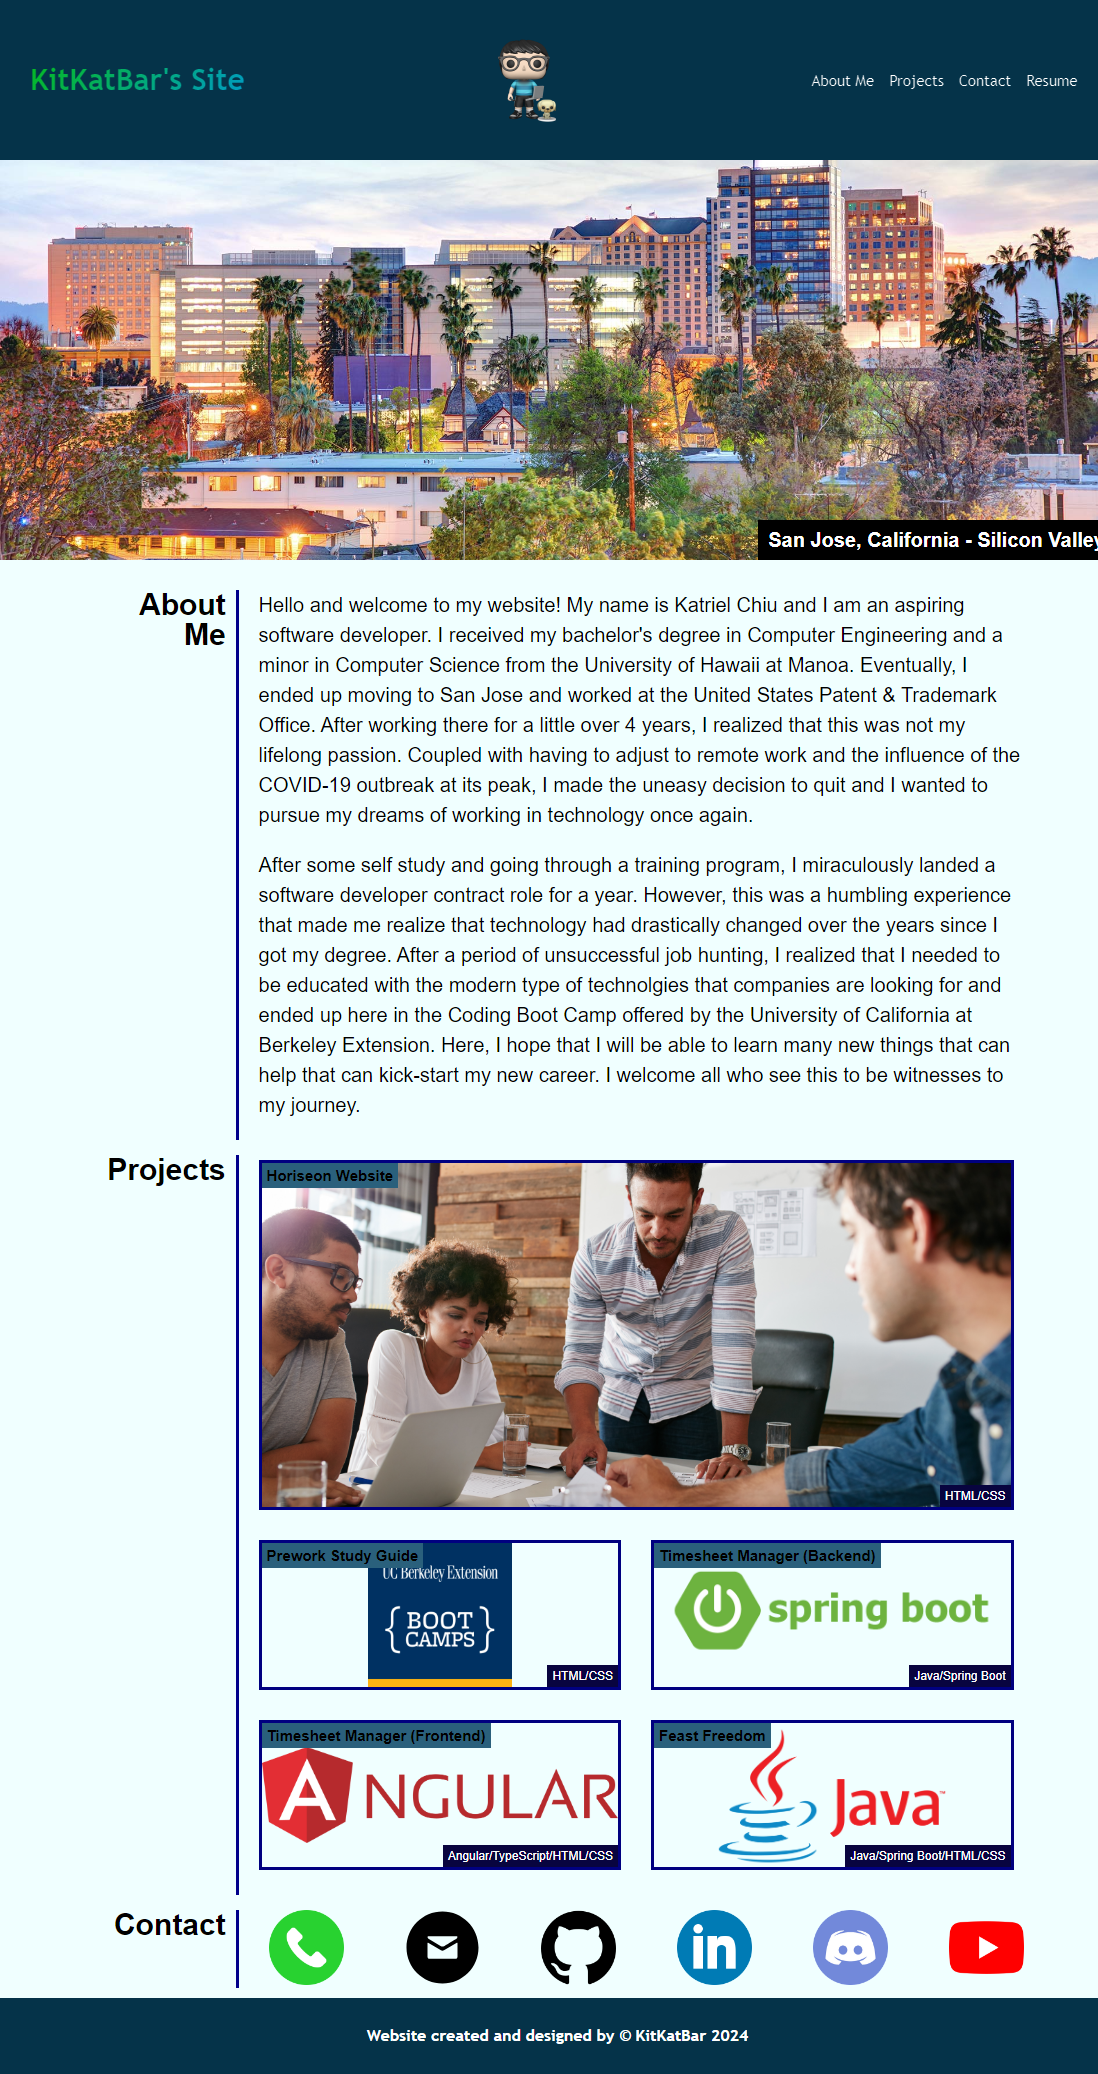 KitKatBar's Site
About Me Projects Contact Resume
San Jose, California - Silicon Valley
About
Me
Hello and welcome to my website! My name is Katriel Chiu and I am an aspiring
software developer. I received my bachelor's degree in Computer Engineering and a
minor in Computer Science from the University of Hawaii at Manoa. Eventually, I
ended up moving to San Jose and worked at the United States Patent & Trademark
Office. After working there for a little over 4 years, I realized that this was not my
lifelong passion. Coupled with having to adjust to remote work and the influence of the
COVID-19 outbreak at its peak, I made the uneasy decision to quit and I wanted to
pursue my dreams of working in technology once again.
After some self study and going through a training program, I miraculously landed a
software developer contract role for a year. However, this was a humbling experience
that made me realize that technology had drastically changed over the years since I
got my degree. After a period of unsuccessful job hunting, I realized that I needed to
be educated with the modern type of technolgies that companies are looking for and
ended up here in the Coding Boot Camp offered by the University of California at
Berkeley Extension. Here, I hope that I will be able to learn many new things that can
help that can kick-start my new career. I welcome all who see this to be witnesses to
my journey.
Projects
Horiseon Website
HTML/CSS
Prework Study Guide
UC Berkeley Extension
{ BOOT
CAMPS }
HTML/CSS
Timesheet Manager (Backend)
spring boot
Java/Spring Boot
Timesheet Manager (Frontend)
ANGULAR
Angular/TypeScript/HTML/CSS
Feast Freedom
Java™
Java/Spring Boot/HTML/CSS
Contact
in
Website created and designed by © KitKatBar 2024